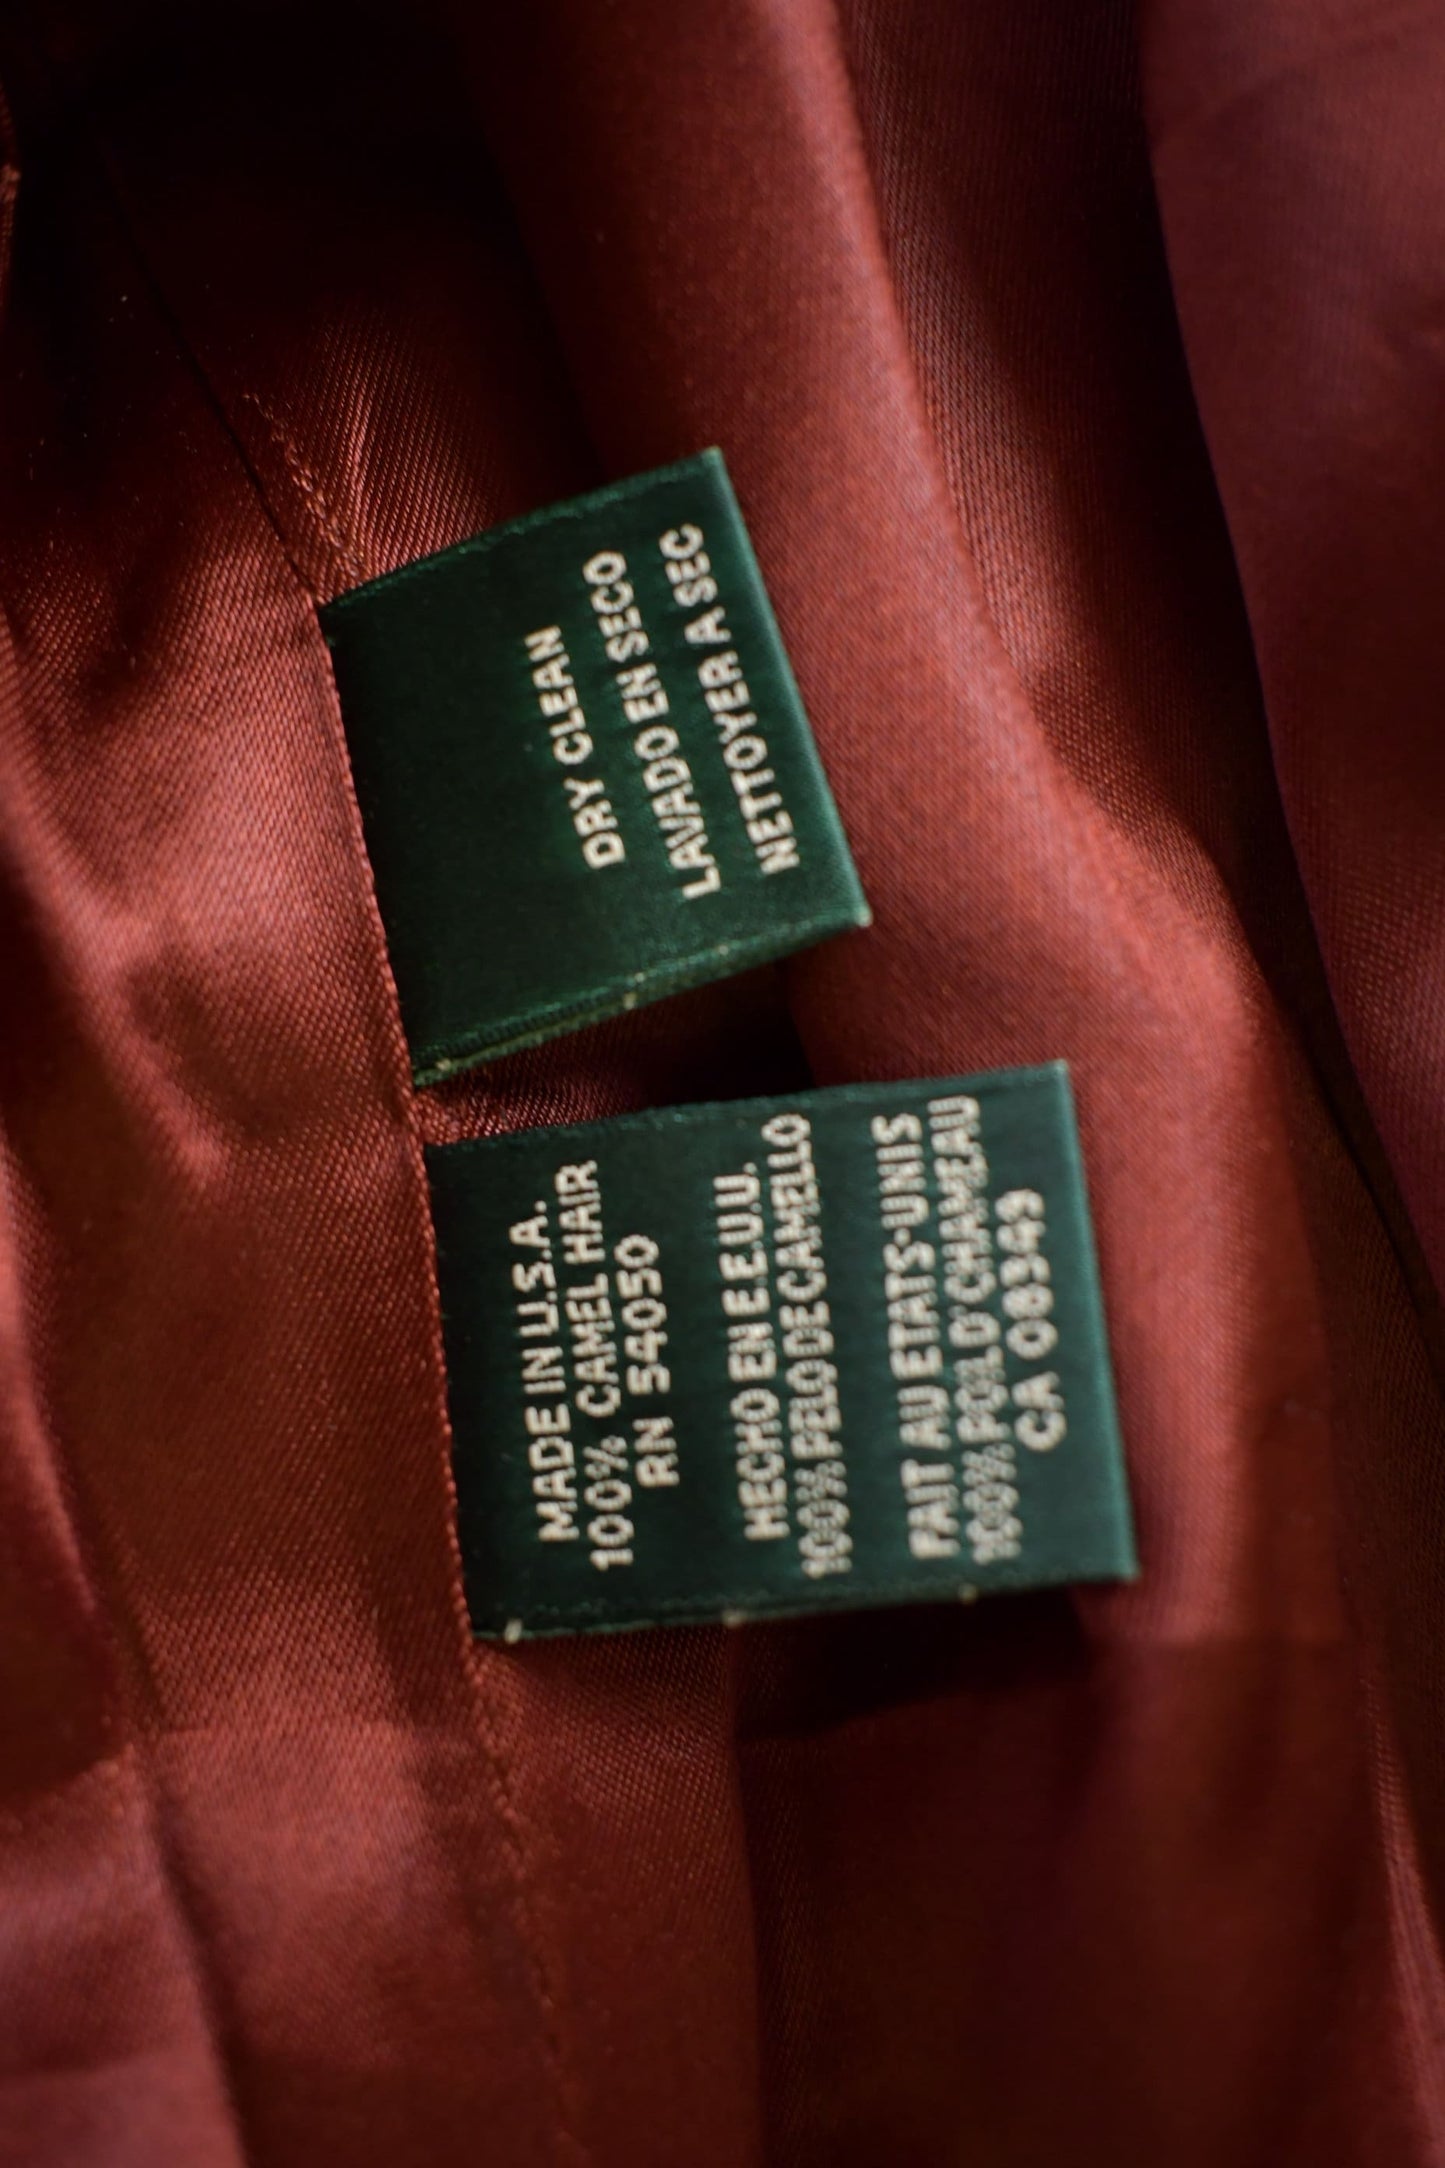 DRY CLEAN
LAVADO EN SECO
NETTOYER A SEC
MADE IN U.S.A.
100% CAMEL HAIR
RN 54050
HECHO EN E.E.U.U.
100% PELO DE CAMELLO
FAIT AU ETATS-UNIS
100% POIL D'CHAMEAU
CA 08349